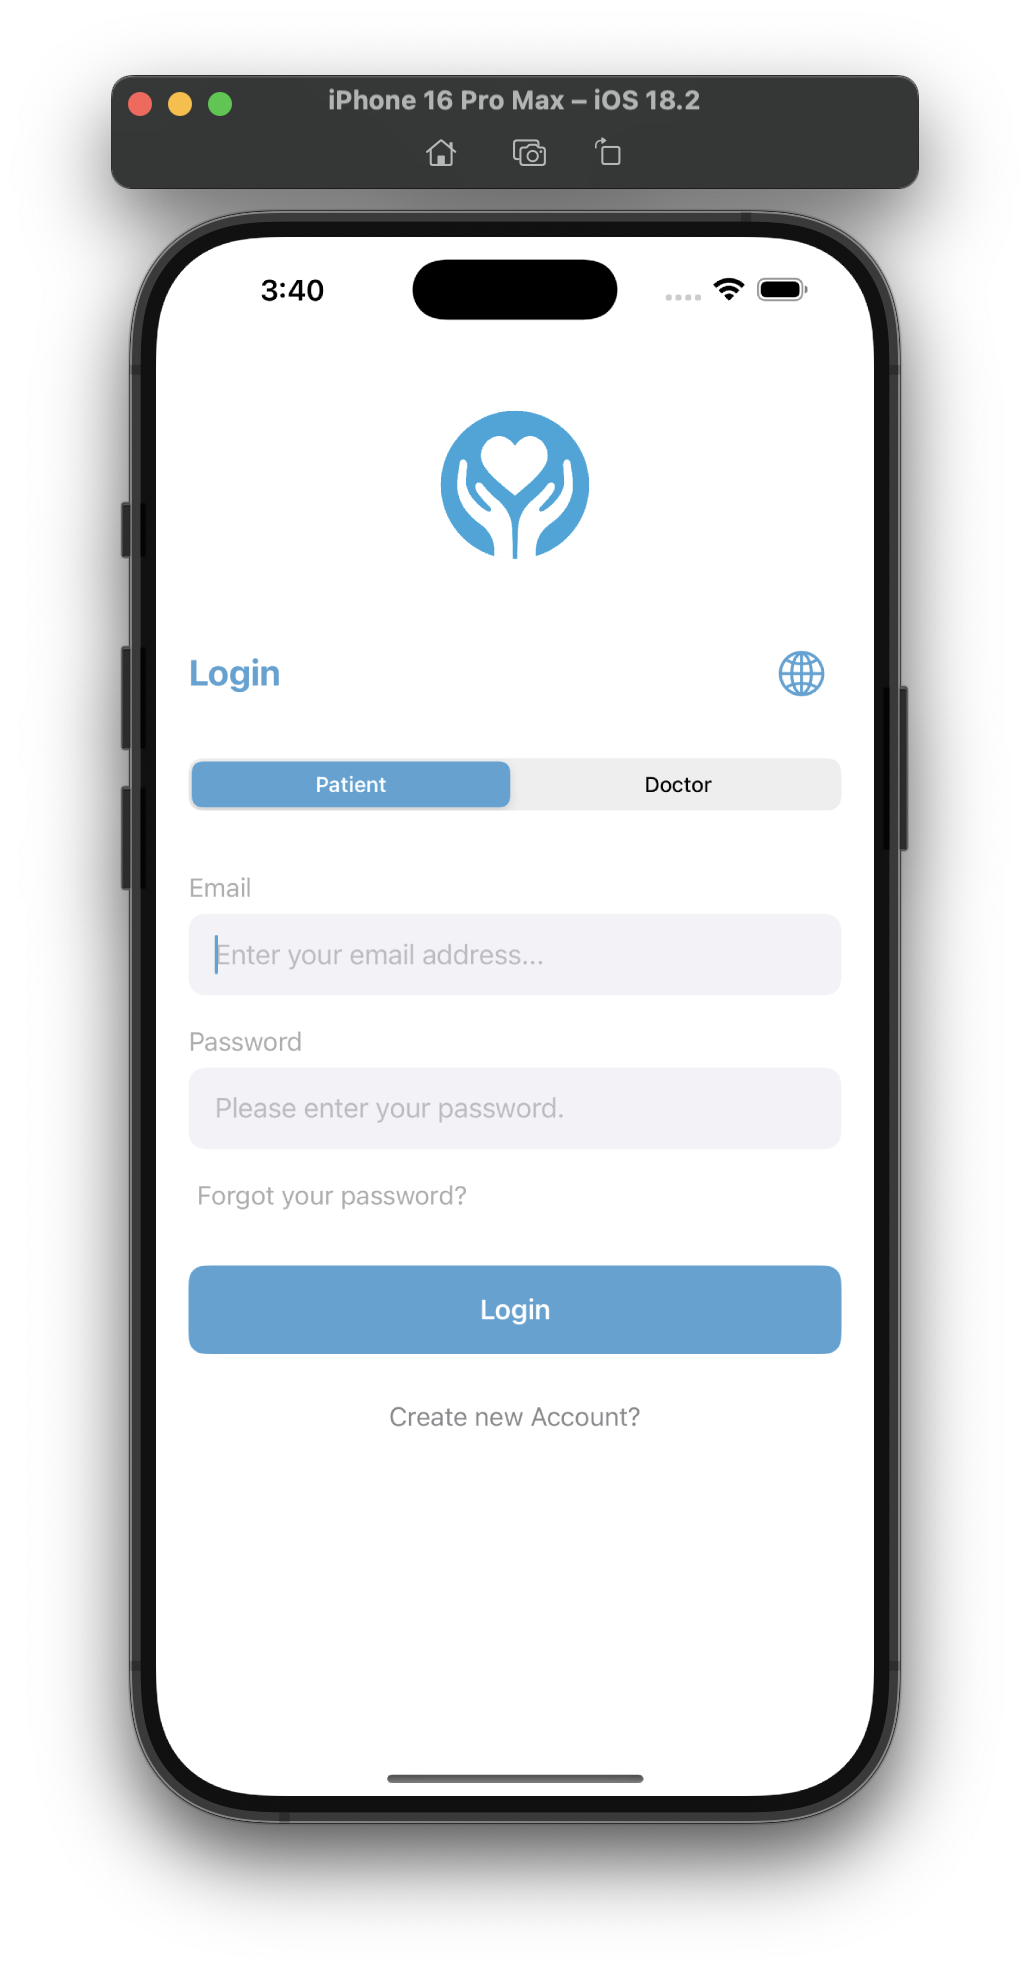 iPhone 16 Pro Max – iOS 18.2
3:40
Login
Patient Doctor
Email
Enter your email address...
Password
Please enter your password.
Forgot your password?
Login
Create new Account?